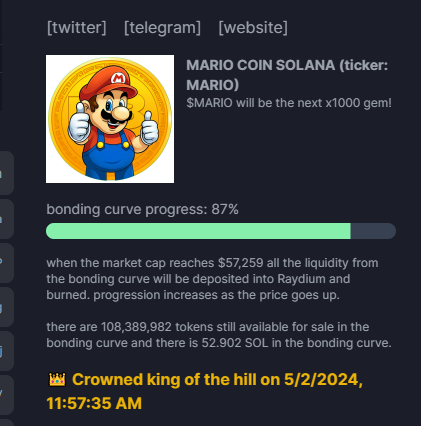 [twitter] [telegram] [website]
M
MARIO COIN SOLANA (ticker:
MARIO)
$MARIO will be the next x1000 gem!
bonding curve progress: 87%
when the market cap reaches $57,259 all the liquidity from
the bonding curve will be deposited into Raydium and
burned. progression increases as the price goes up.
there are 108,389,982 tokens still available for sale in the
bonding curve and there is 52.902 SOL in the bonding curve.
👑 Crowned king of the hill on 5/2/2024,
11:57:35 AM